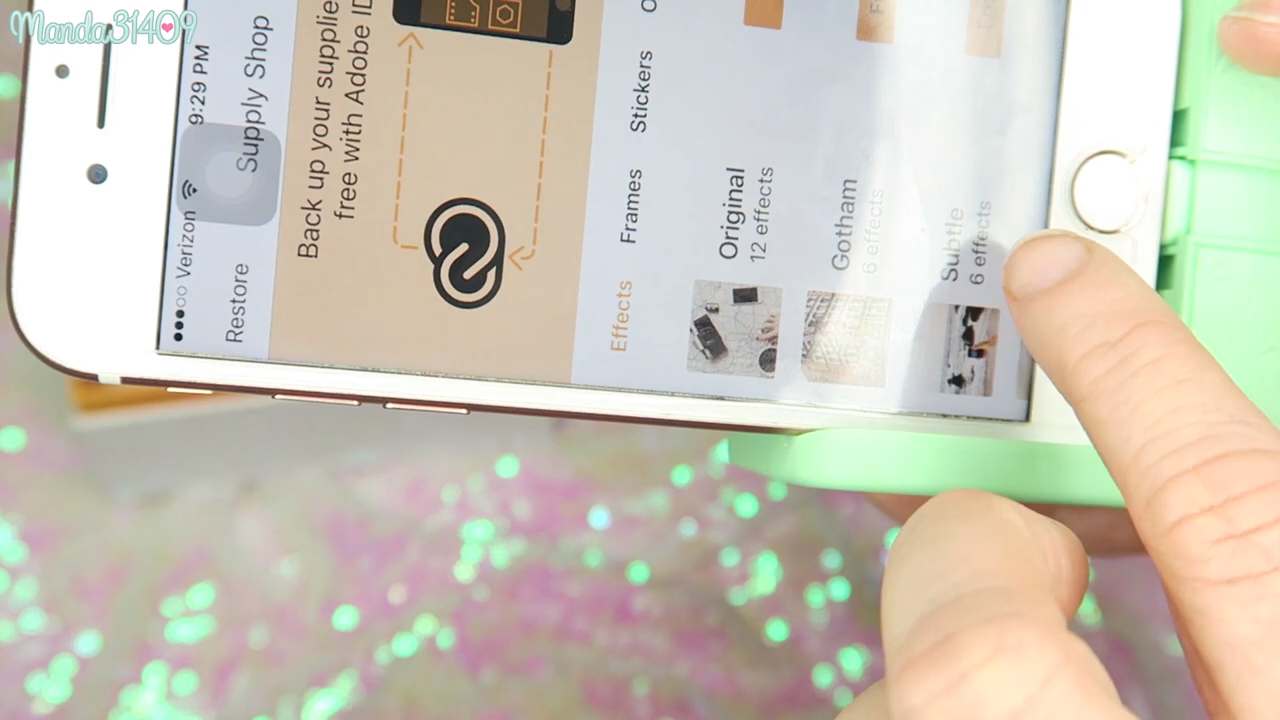 Manda31409
●●●○○ Verizon 9:29 PM
Restore
Supply Shop
Back up your supplie
free with Adobe ID
Effects
Frames
Stickers
O
Original
12 effects
Gotham
6 effects
Subtle
6 effects